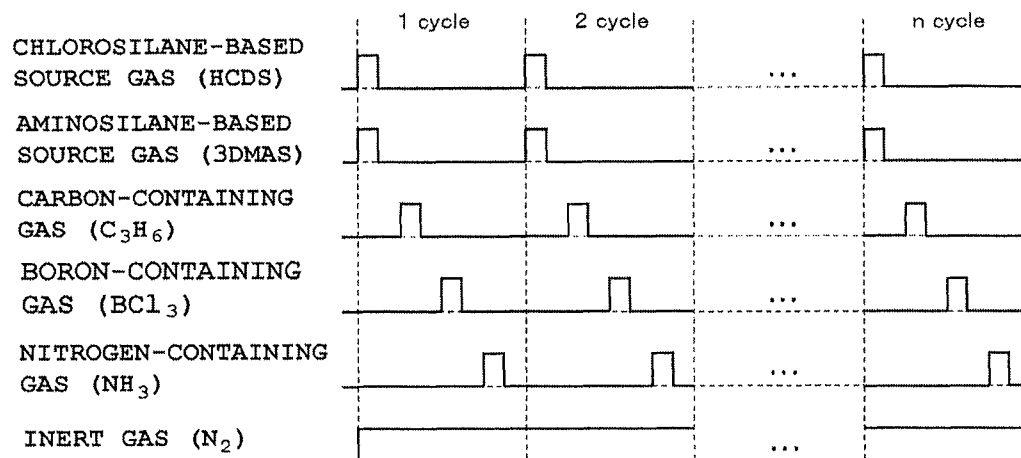 1 cycle 2 cycle n cycle
CHLOROSILANE-BASED
SOURCE GAS (HCDS)
...
AMINOSILANE-BASED
SOURCE GAS (3DMAS)
...
CARBON-CONTAINING
GAS (C₃H₆)
...
BORON-CONTAINING
GAS (BCl₃)
...
NITROGEN-CONTAINING
GAS (NH₃)
...
INERT GAS (N₂)
...